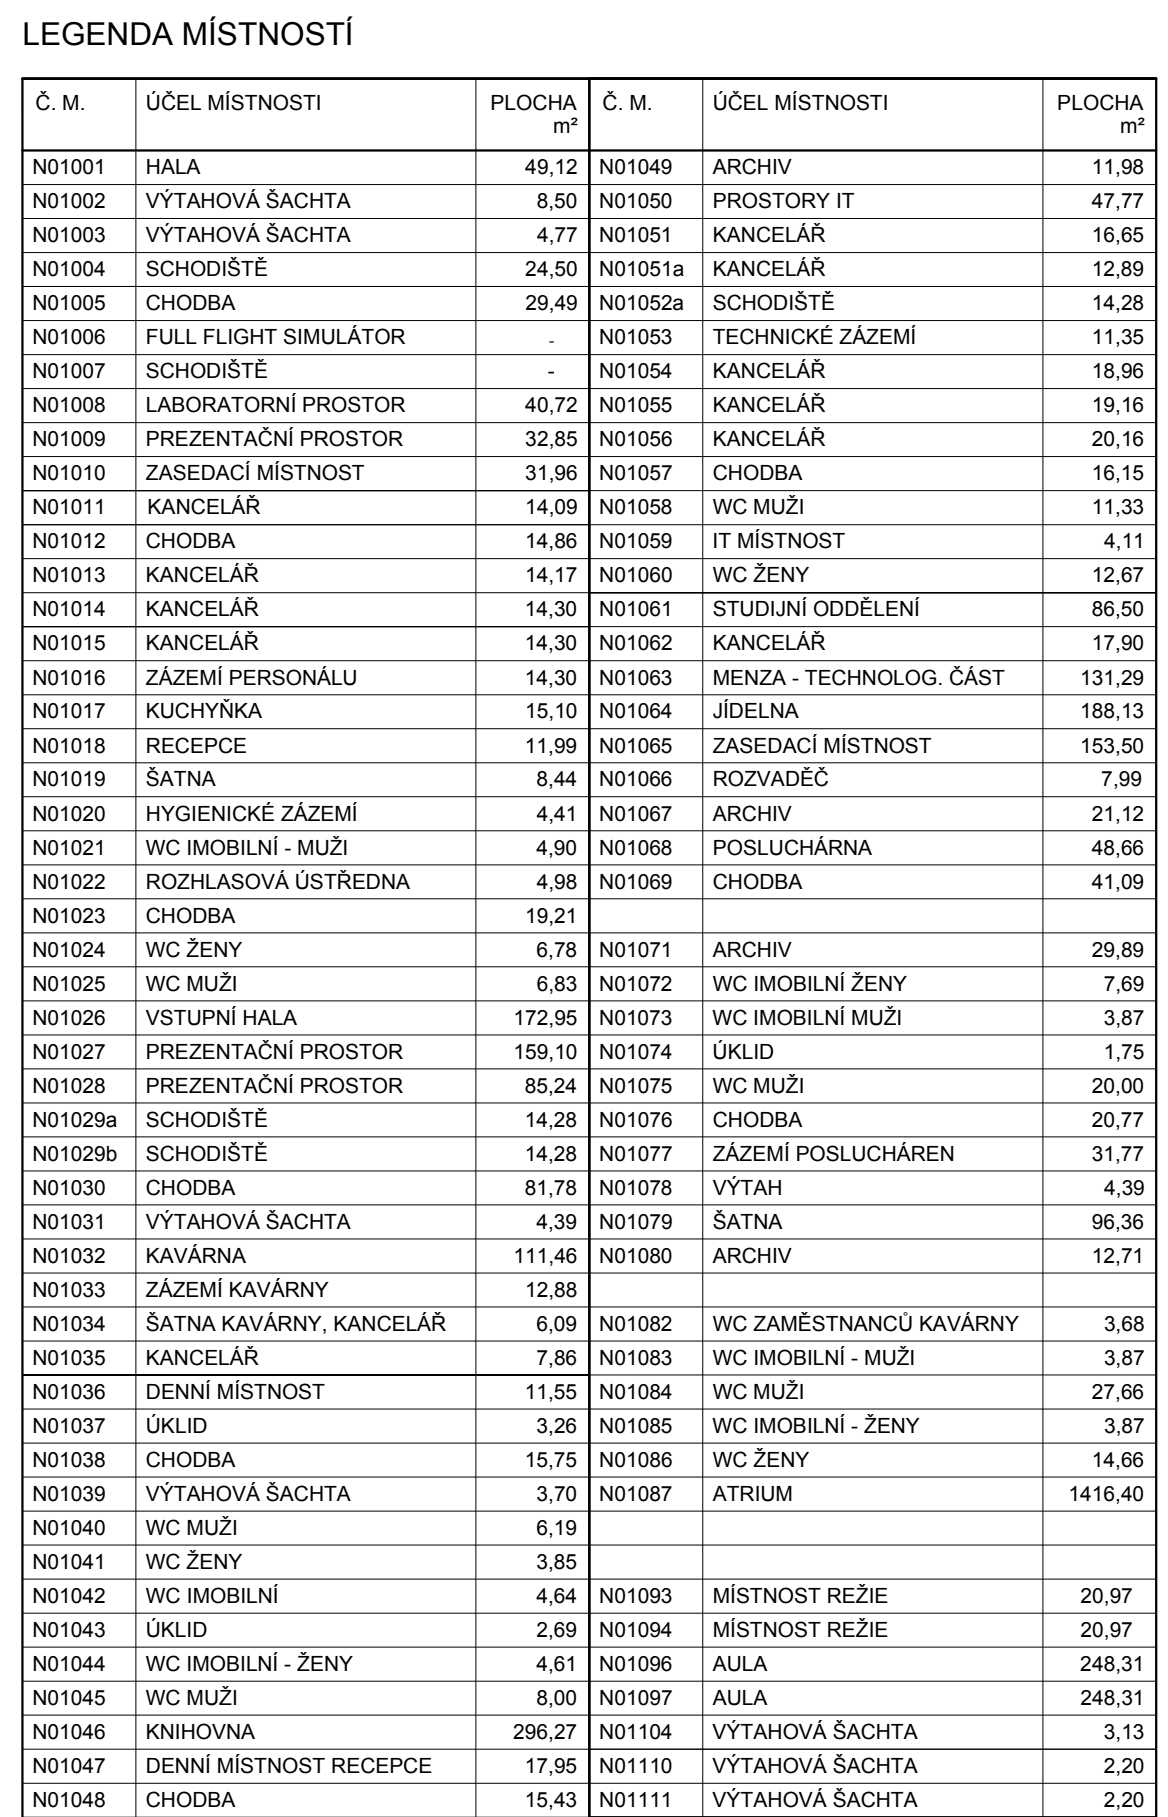 LEGENDA MÍSTNOSTÍ
Č. M. ÚČEL MÍSTNOSTI PLOCHA m² Č. M. ÚČEL MÍSTNOSTI PLOCHA m²
N01001 HALA 49,12 N01049 ARCHIV 11,98
N01002 VÝTAHOVÁ ŠACHTA 8,50 N01050 PROSTORY IT 47,77
N01003 VÝTAHOVÁ ŠACHTA 4,77 N01051 KANCELÁŘ 16,65
N01004 SCHODIŠTĚ 24,50 N01051a KANCELÁŘ 12,89
N01005 CHODBA 29,49 N01052a SCHODIŠTĚ 14,28
N01006 FULL FLIGHT SIMULÁTOR - N01053 TECHNICKÉ ZÁZEMÍ 11,35
N01007 SCHODIŠTĚ - N01054 KANCELÁŘ 18,96
N01008 LABORATORNÍ PROSTOR 40,72 N01055 KANCELÁŘ 19,16
N01009 PREZENTAČNÍ PROSTOR 32,85 N01056 KANCELÁŘ 20,16
N01010 ZASEDACÍ MÍSTNOST 31,96 N01057 CHODBA 16,15
N01011 KANCELÁŘ 14,09 N01058 WC MUŽI 11,33
N01012 CHODBA 14,86 N01059 IT MÍSTNOST 4,11
N01013 KANCELÁŘ 14,17 N01060 WC ŽENY 12,67
N01014 KANCELÁŘ 14,30 N01061 STUDIJNÍ ODDĚLENÍ 86,50
N01015 KANCELÁŘ 14,30 N01062 KANCELÁŘ 17,90
N01016 ZÁZEMÍ PERSONÁLU 14,30 N01063 MENZA - TECHNOLOG. ČÁST 131,29
N01017 KUCHYŇKA 15,10 N01064 JÍDELNA 188,13
N01018 RECEPCE 11,99 N01065 ZASEDACÍ MÍSTNOST 153,50
N01019 ŠATNA 8,44 N01066 ROZVADĚČ 7,99
N01020 HYGIENICKÉ ZÁZEMÍ 4,41 N01067 ARCHIV 21,12
N01021 WC IMOBILNÍ - MUŽI 4,90 N01068 POSLUCHÁRNA 48,66
N01022 ROZHLASOVÁ ÚSTŘEDNA 4,98 N01069 CHODBA 41,09
N01023 CHODBA 19,21
N01024 WC ŽENY 6,78 N01071 ARCHIV 29,89
N01025 WC MUŽI 6,83 N01072 WC IMOBILNÍ ŽENY 7,69
N01026 VSTUPNÍ HALA 172,95 N01073 WC IMOBILNÍ MUŽI 3,87
N01027 PREZENTAČNÍ PROSTOR 159,10 N01074 ÚKLID 1,75
N01028 PREZENTAČNÍ PROSTOR 85,24 N01075 WC MUŽI 20,00
N01029a SCHODIŠTĚ 14,28 N01076 CHODBA 20,77
N01029b SCHODIŠTĚ 14,28 N01077 ZÁZEMÍ POSLUCHÁREN 31,77
N01030 CHODBA 81,78 N01078 VÝTAH 4,39
N01031 VÝTAHOVÁ ŠACHTA 4,39 N01079 ŠATNA 96,36
N01032 KAVÁRNA 111,46 N01080 ARCHIV 12,71
N01033 ZÁZEMÍ KAVÁRNY 12,88
N01034 ŠATNA KAVÁRNY, KANCELÁŘ 6,09 N01082 WC ZAMĚSTNANCŮ KAVÁRNY 3,68
N01035 KANCELÁŘ 7,86 N01083 WC IMOBILNÍ - MUŽI 3,87
N01036 DENNÍ MÍSTNOST 11,55 N01084 WC MUŽI 27,66
N01037 ÚKLID 3,26 N01085 WC IMOBILNÍ - ŽENY 3,87
N01038 CHODBA 15,75 N01086 WC ŽENY 14,66
N01039 VÝTAHOVÁ ŠACHTA 3,70 N01087 ATRIUM 1416,40
N01040 WC MUŽI 6,19
N01041 WC ŽENY 3,85
N01042 WC IMOBILNÍ 4,64 N01093 MÍSTNOST REŽIE 20,97
N01043 ÚKLID 2,69 N01094 MÍSTNOST REŽIE 20,97
N01044 WC IMOBILNÍ - ŽENY 4,61 N01096 AULA 248,31
N01045 WC MUŽI 8,00 N01097 AULA 248,31
N01046 KNIHOVNA 296,27 N01104 VÝTAHOVÁ ŠACHTA 3,13
N01047 DENNÍ MÍSTNOST RECEPCE 17,95 N01110 VÝTAHOVÁ ŠACHTA 2,20
N01048 CHODBA 15,43 N01111 VÝTAHOVÁ ŠACHTA 2,20